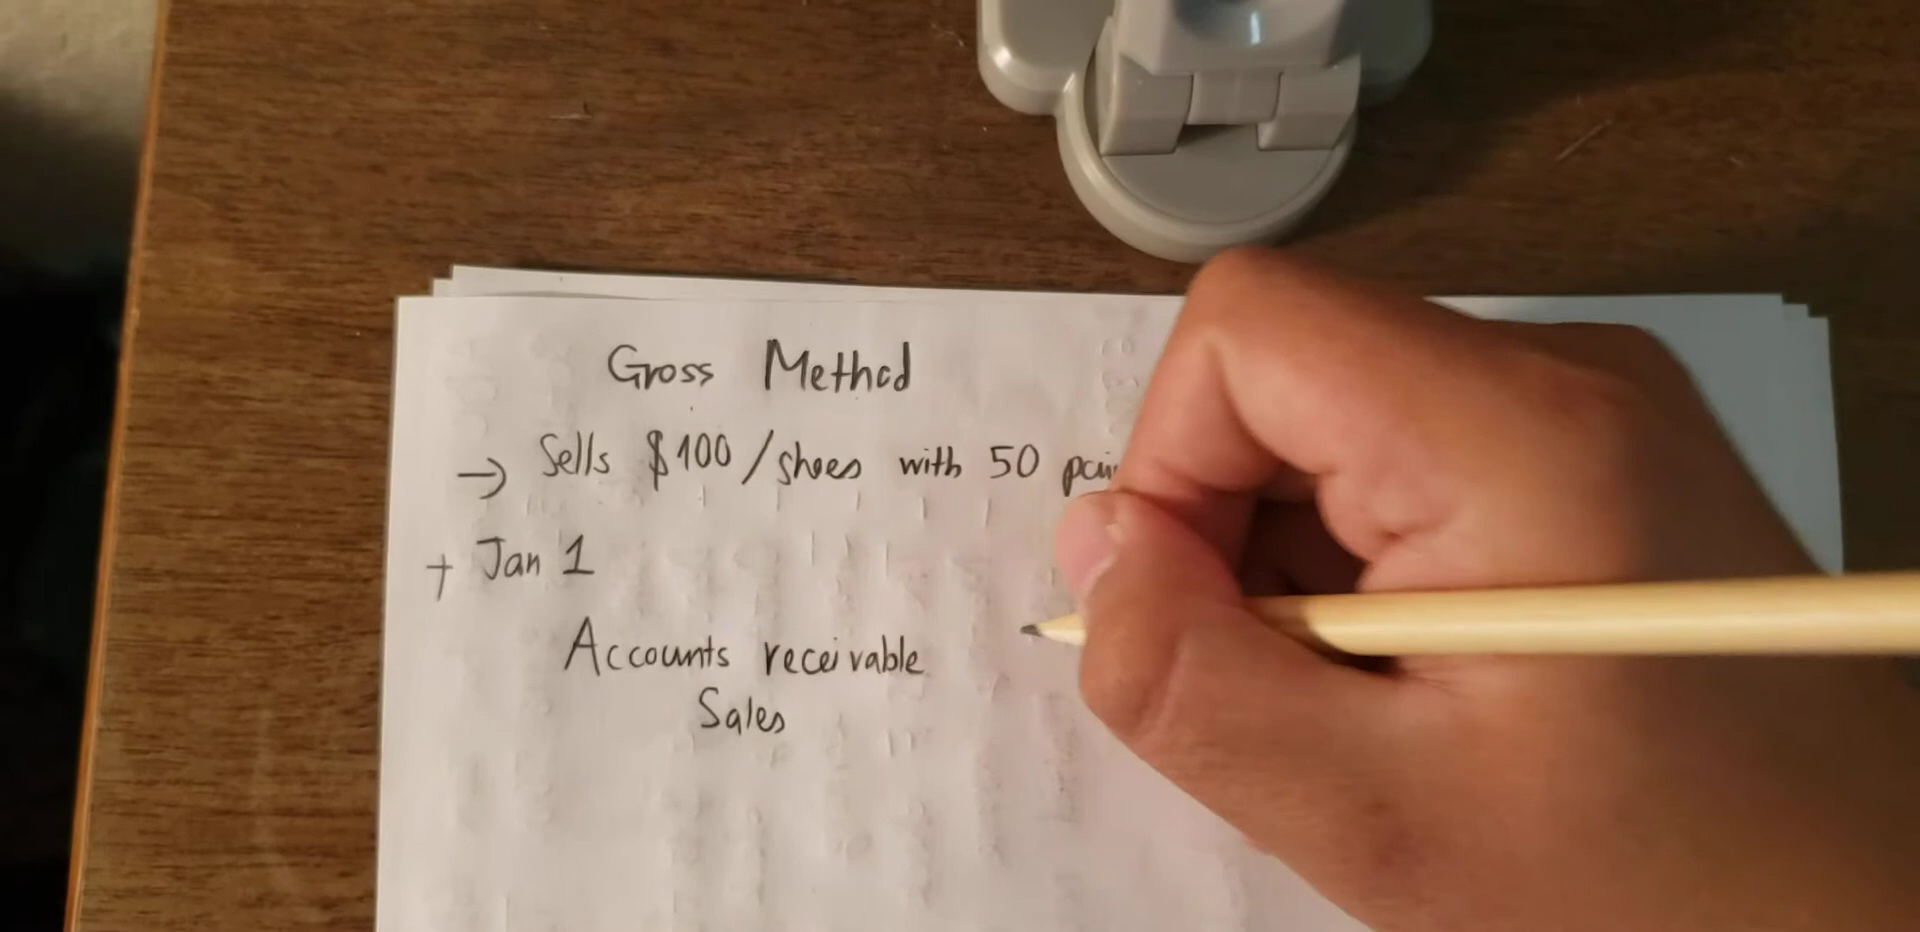 Gross Method
→ Sells $100/shoes with 50
+ Jan 1
Accounts receivable
Sales